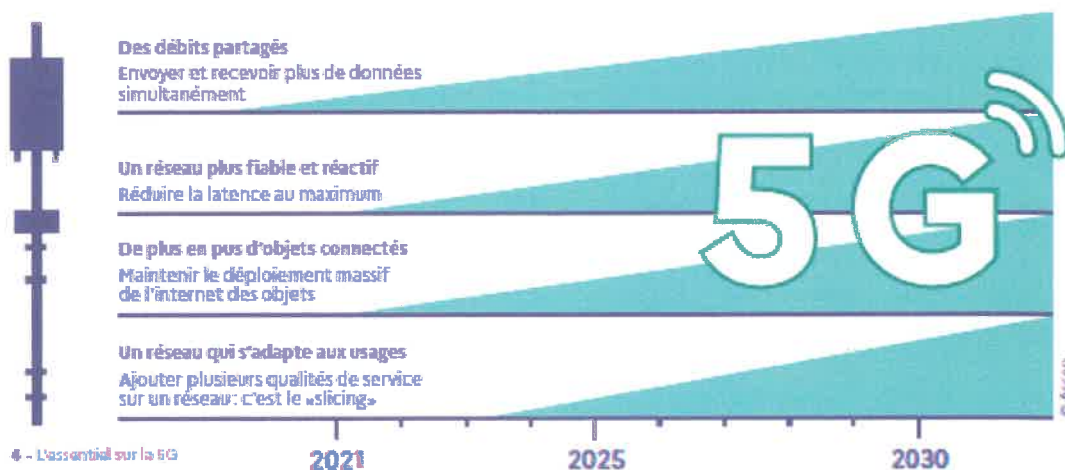 Des débits partagés
Envoyer et recevoir plus de données
simultanément
Un réseau plus fiable et réactif
Réduire la latence au maximum
De plus en pus d'objets connectés
Maintenir le déploiement massif
de l'internet des objets
Un réseau qui s'adapte aux usages
Ajouter plusieurs qualités de service
sur un réseau: c'est le «slicing»
5G
© Arcep
4 - L'essentiel sur la 5G
2021
2025
2030